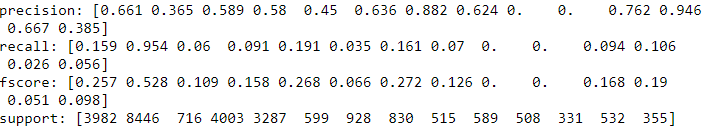 precision: [0.661 0.365 0.589 0.58  0.45  0.636 0.882 0.624 0.    0.    0.762 0.946
 0.667 0.385]
recall: [0.159 0.954 0.06  0.091 0.191 0.035 0.161 0.07  0.    0.    0.094 0.106
 0.026 0.056]
fscore: [0.257 0.528 0.109 0.158 0.268 0.066 0.272 0.126 0.    0.    0.168 0.19
 0.051 0.098]
support: [3982 8446  716 4003 3287  599  928  830  515  589  508  331  532  355]